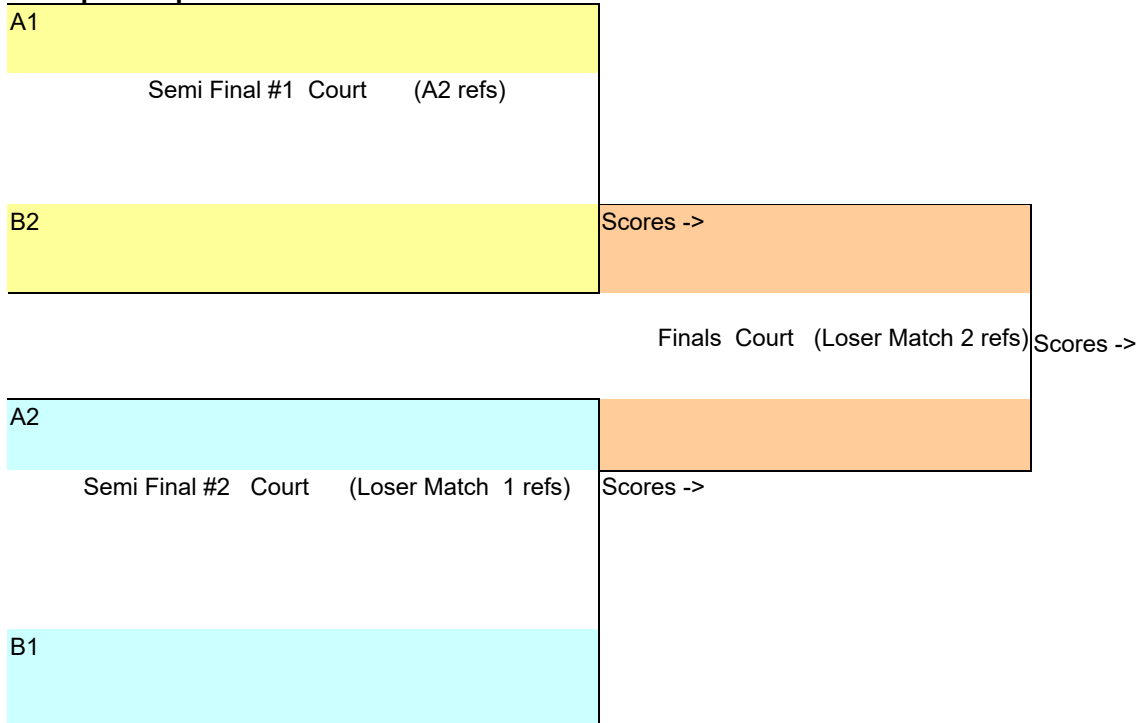 A1
Semi Final #1 Court (A2 refs)
B2
Scores ->
Finals Court (Loser Match 2 refs)
Scores ->
A2
Semi Final #2 Court (Loser Match 1 refs)
Scores ->
B1